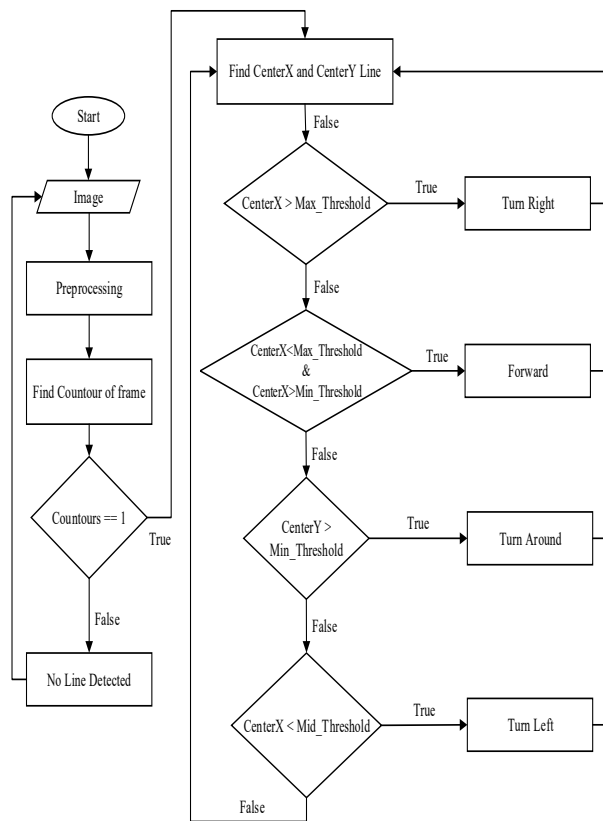 Start
Image
Preprocessing
Find Countour of frame
Countours == 1
True
False
No Line Detected
Find CenterX and CenterY Line
False
CenterX > Max_Threshold
True
Turn Right
False
CenterX<Max_Threshold
&
CenterX>Min_Threshold
True
Forward
False
CenterY >
Min_Threshold
True
Turn Around
False
CenterX < Mid_Threshold
True
Turn Left
False